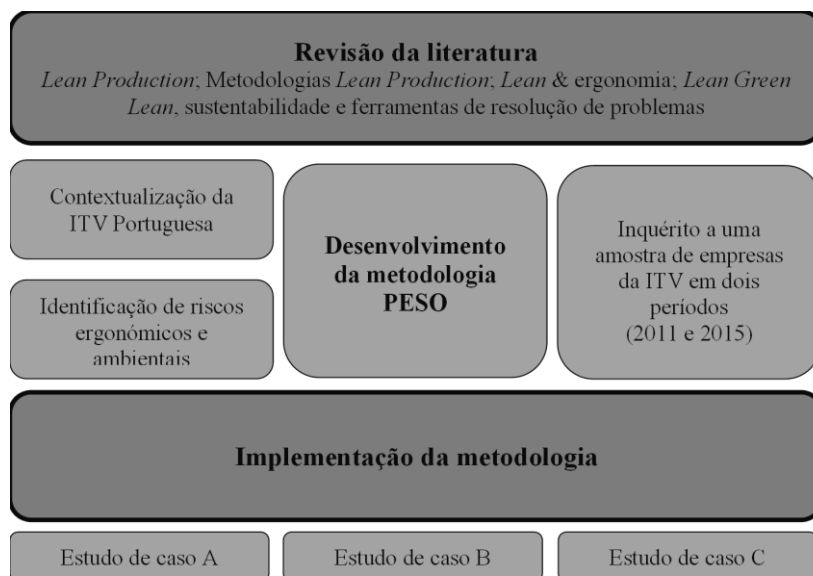 Revisão da literatura
Lean Production; Metodologias Lean Production; Lean & ergonomia; Lean Green
Lean, sustentabilidade e ferramentas de resolução de problemas
Contextualização da
ITV Portuguesa
Identificação de riscos
ergonómicos e
ambientais
Desenvolvimento
da metodologia
PESO
Inquérito a uma
amostra de empresas
da ITV em dois
períodos
(2011 e 2015)
Implementação da metodologia
Estudo de caso A
Estudo de caso B
Estudo de caso C